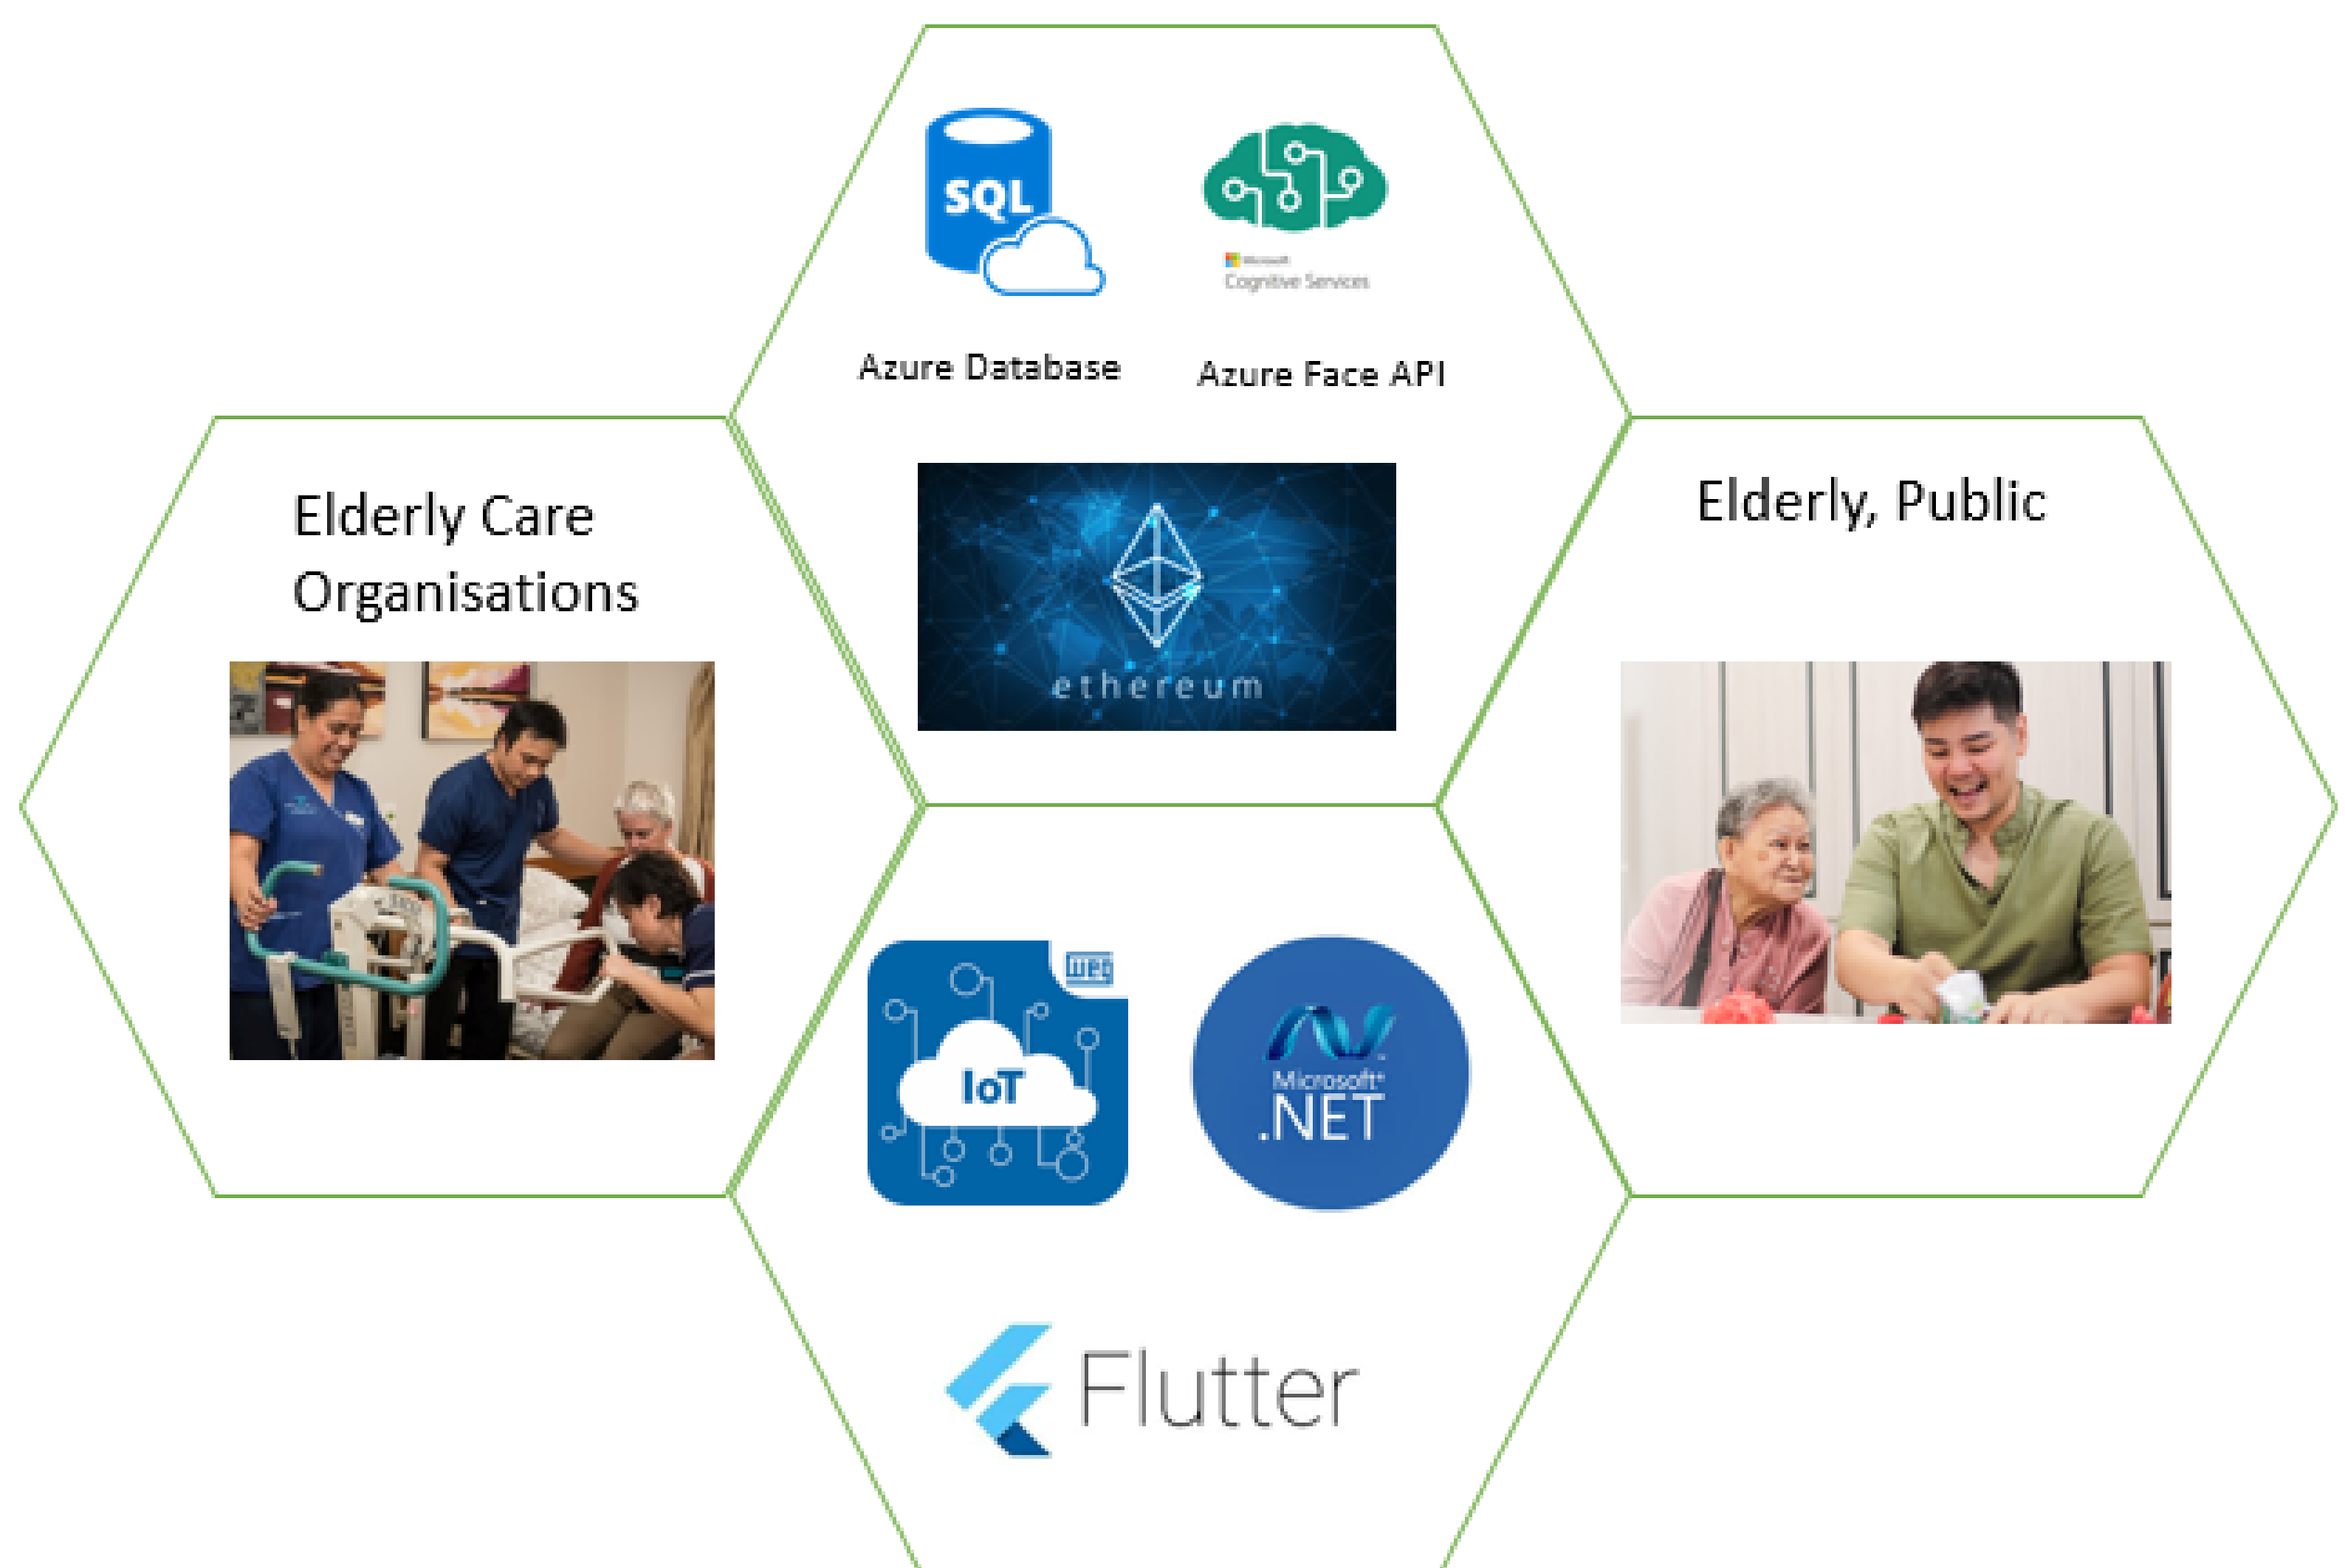 SQL
Microsoft
Cognitive Services
Azure Database
Azure Face API
ethereum
Elderly Care
Organisations
Elderly, Public
WEG
IoT
Microsoft
.NET
Flutter